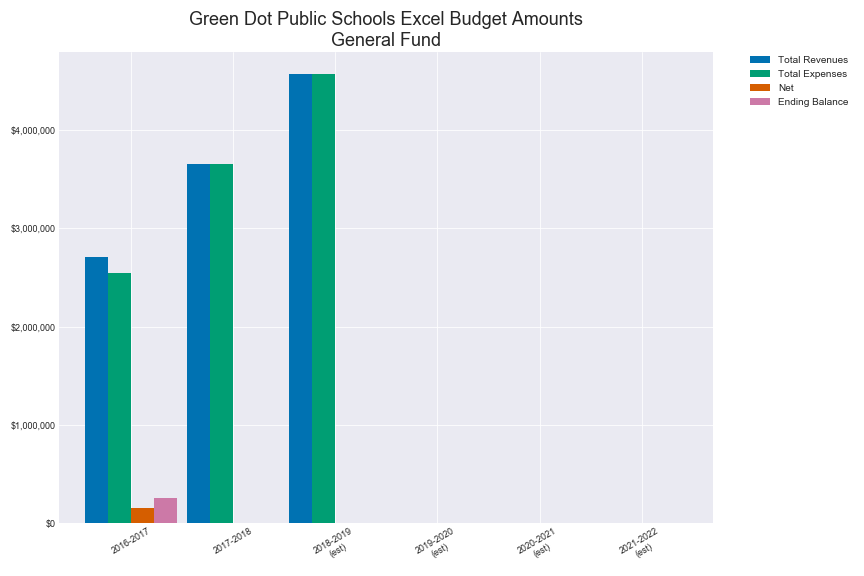 Green Dot Public Schools Excel Budget Amounts
General Fund
Total Revenues
Total Expenses
Net
Ending Balance
$4,000,000
$3,000,000
$2,000,000
$1,000,000
$0
2016-2017
2017-2018
2018-2019
(est)
2019-2020
(est)
2020-2021
(est)
2021-2022
(est)